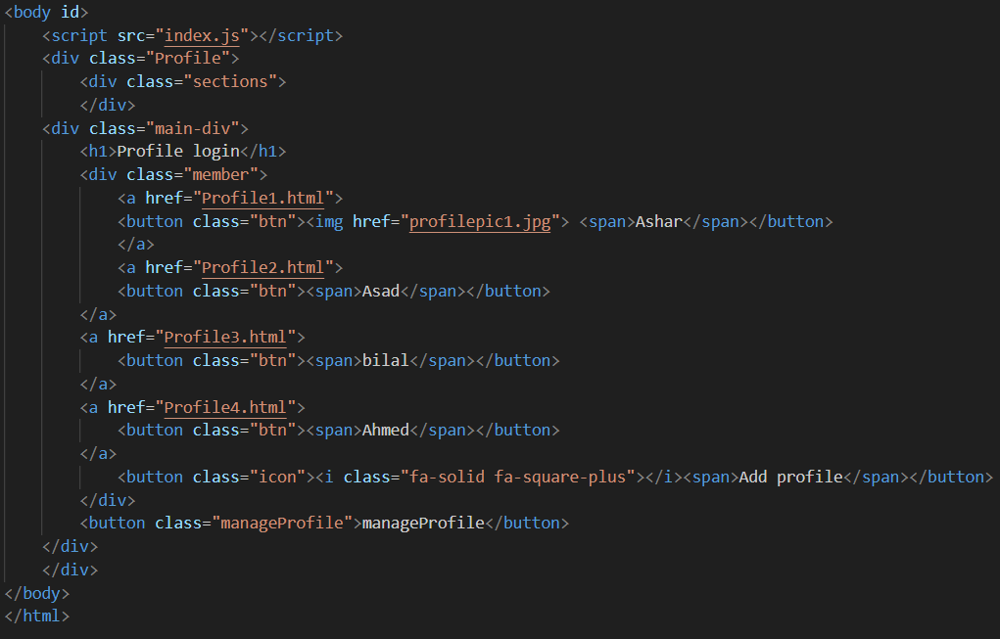 <body id>
    <script src="index.js"></script>
    <div class="Profile">
        <div class="sections">
        </div>
    <div class="main-div">
        <h1>Profile login</h1>
        <div class="member">
            <a href="Profile1.html">
            <button class="btn"><img href="profilepic1.jpg"> <span>Ashar</span></button>
            </a>
            <a href="Profile2.html">
            <button class="btn"><span>Asad</span></button>
        </a>
        <a href="Profile3.html">
            <button class="btn"><span>bilal</span></button>
        </a>
        <a href="Profile4.html">
            <button class="btn"><span>Ahmed</span></button>
        </a>
            <button class="icon"><i class="fa-solid fa-square-plus"></i><span>Add profile</span></button>
        </div>
        <button class="manageProfile">manageProfile</button>
    </div>
    </div>
</body>
</html>